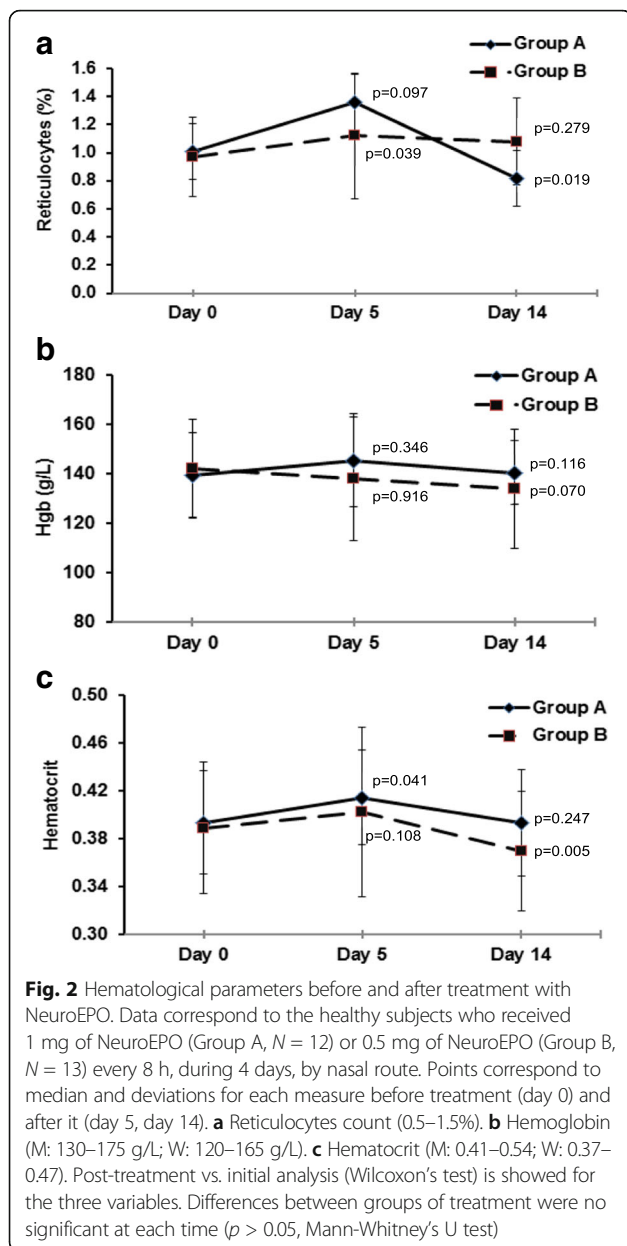 a
Group A
Group B
Reticulocytes (%)
1.6
1.4
1.2
1.0
0.8
0.6
0.4
0.2
0.0
p=0.097
p=0.039
p=0.279
p=0.019
Day 0 Day 5 Day 14
b
Group A
Group B
Hgb (g/L)
180
160
140
120
100
80
p=0.346
p=0.916
p=0.116
p=0.070
Day 0 Day 5 Day 14
c
Group A
Group B
Hematocrit
0.50
0.46
0.42
0.38
0.34
0.30
p=0.041
p=0.108
p=0.247
p=0.005
Day 0 Day 5 Day 14
Fig. 2 Hematological parameters before and after treatment with
NeuroEPO. Data correspond to the healthy subjects who received
1 mg of NeuroEPO (Group A, N = 12) or 0.5 mg of NeuroEPO (Group B,
N = 13) every 8 h, during 4 days, by nasal route. Points correspond to
median and deviations for each measure before treatment (day 0) and
after it (day 5, day 14). a Reticulocytes count (0.5–1.5%). b Hemoglobin
(M: 130–175 g/L; W: 120–165 g/L). c Hematocrit (M: 0.41–0.54; W: 0.37–
0.47). Post-treatment vs. initial analysis (Wilcoxon's test) is showed for
the three variables. Differences between groups of treatment were no
significant at each time (p > 0.05, Mann-Whitney's U test)